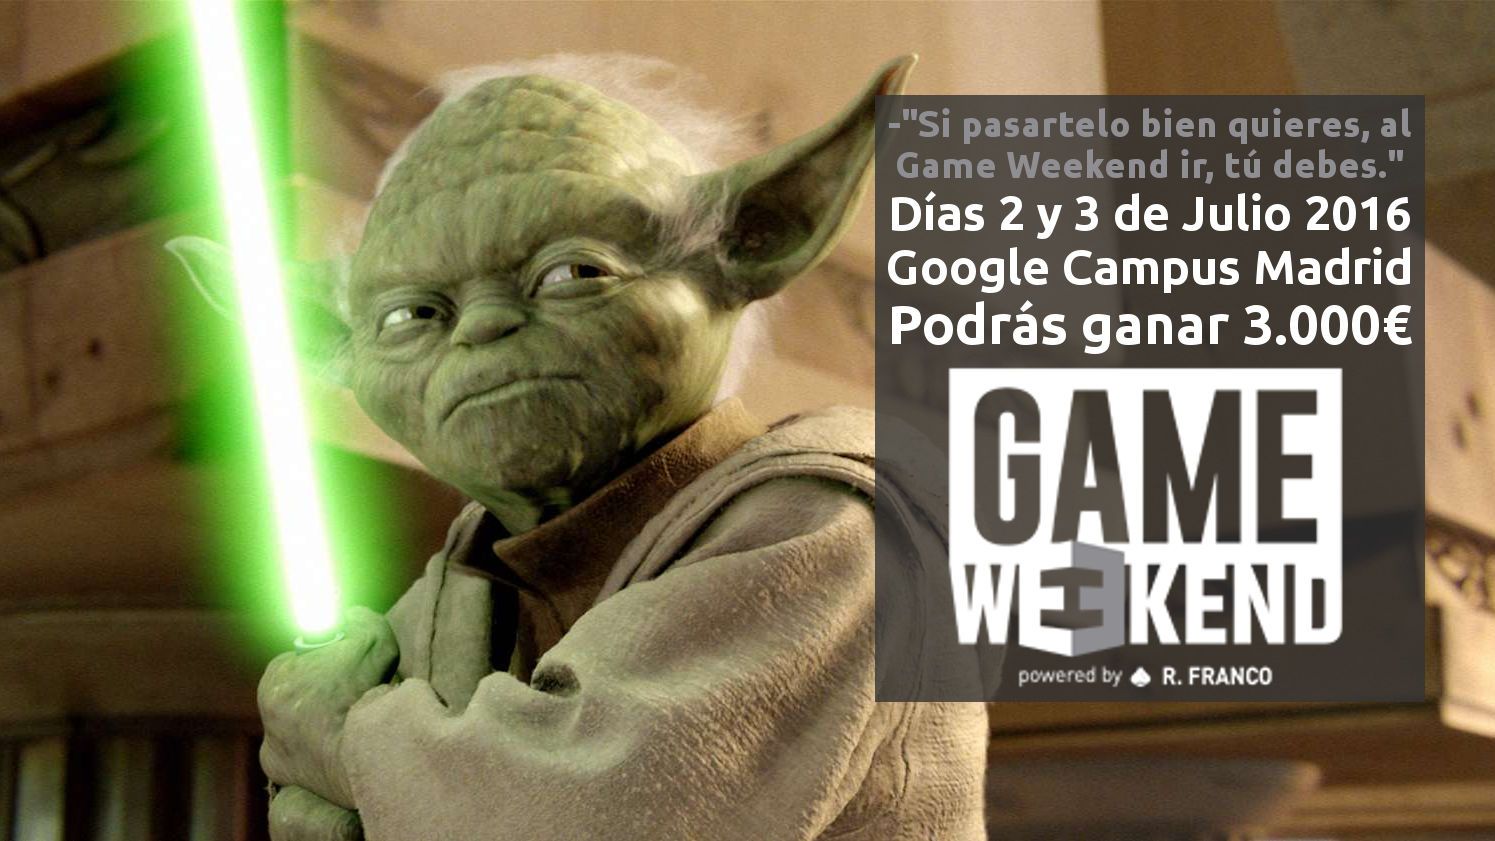 -"Si pasartelo bien quieres, al
Game Weekend ir, tú debes."
Días 2 y 3 de Julio 2016
Google Campus Madrid
Podrás ganar 3.000€
GAME
WEEKEND
powered by R. FRANCO